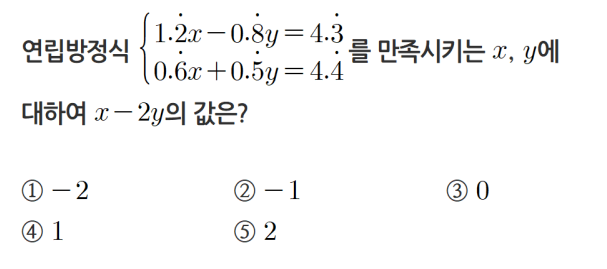 연립방정식 { 1.2̇x − 0.8̇y = 4.3̇
0.6̇x + 0.5̇y = 4.4̇ 를 만족시키는 x, y에
대하여 x − 2y의 값은?
① −2 ② −1 ③ 0
④ 1 ⑤ 2